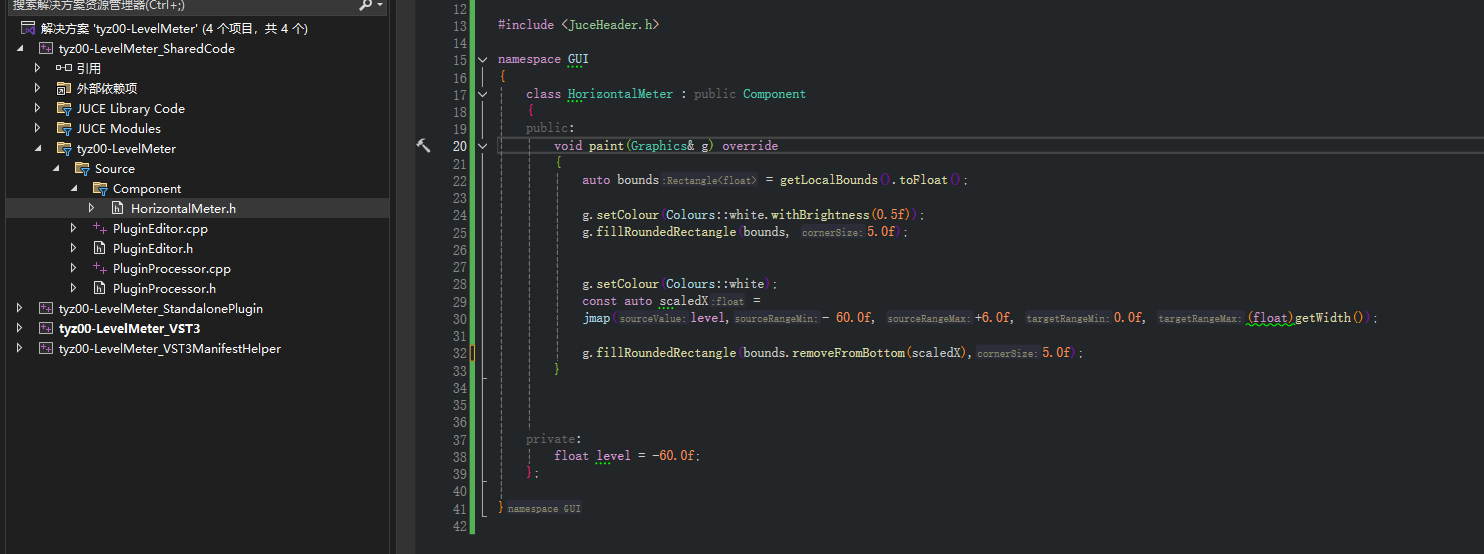 搜索解决方案资源管理器(Ctrl+;)
解决方案 'tyz00-LevelMeter' (4 个项目，共 4 个)
tyz00-LevelMeter_SharedCode
引用
外部依赖项
JUCE Library Code
JUCE Modules
tyz00-LevelMeter
Source
Component
HorizontalMeter.h
PluginEditor.cpp
PluginEditor.h
PluginProcessor.cpp
PluginProcessor.h
tyz00-LevelMeter_StandalonePlugin
tyz00-LevelMeter_VST3
tyz00-LevelMeter_VST3ManifestHelper
12
13 #include <JuceHeader.h>
14
15 namespace GUI
16 {
17 class HorizontalMeter : public Component
18 {
19 public:
20 void paint(Graphics& g) override
21 {
22 auto bounds:Rectangle<float> = getLocalBounds().toFloat();
23
24 g.setColour(Colours::white.withBrightness(0.5f));
25 g.fillRoundedRectangle(bounds, cornerSize:5.0f);
26
27
28 g.setColour(Colours::white);
29 const auto scaledX:float =
30 jmap(sourceValue:level,sourceRangeMin:- 60.0f, sourceRangeMax:+6.0f, targetRangeMin:0.0f, targetRangeMax:(float)getWidth());
31
32 g.fillRoundedRectangle(bounds.removeFromBottom(scaledX),cornerSize:5.0f);
33 }
34
35
36
37 private:
38 float level = -60.0f;
39 };
40
41 }namespace GUI
42